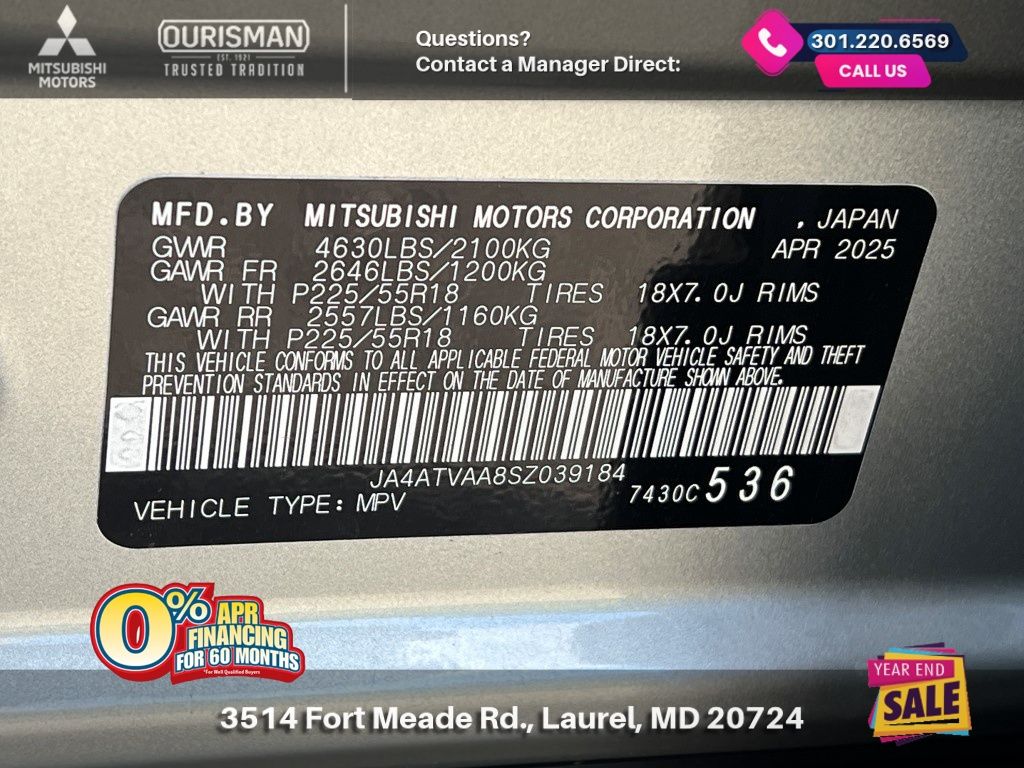 MITSUBISHI
MOTORS
OURISMAN
EST. 1921
TRUSTED TRADITION
Questions?
Contact a Manager Direct:
301.220.6569
CALL US
MFD.BY MITSUBISHI MOTORS CORPORATION , JAPAN
GVWR 4630LBS/2100KG APR 2025
GAWR FR 2646LBS/1200KG
WITH P225/55R18 TIRES 18X7.0J RIMS
GAWR RR 2557LBS/1160KG
WITH P225/55R18 TIRES 18X7.0J RIMS
THIS VEHICLE CONFORMS TO ALL APPLICABLE FEDERAL MOTOR VEHICLE SAFETY AND THEFT
PREVENTION STANDARDS IN EFFECT ON THE DATE OF MANUFACTURE SHOWN ABOVE.
JA4ATVAA8SZ039184
7430C 536
VEHICLE TYPE: MPV
0% APR
FINANCING
FOR 60 MONTHS
*For Well Qualified Buyers
YEAR END
SALE
3514 Fort Meade Rd., Laurel, MD 20724